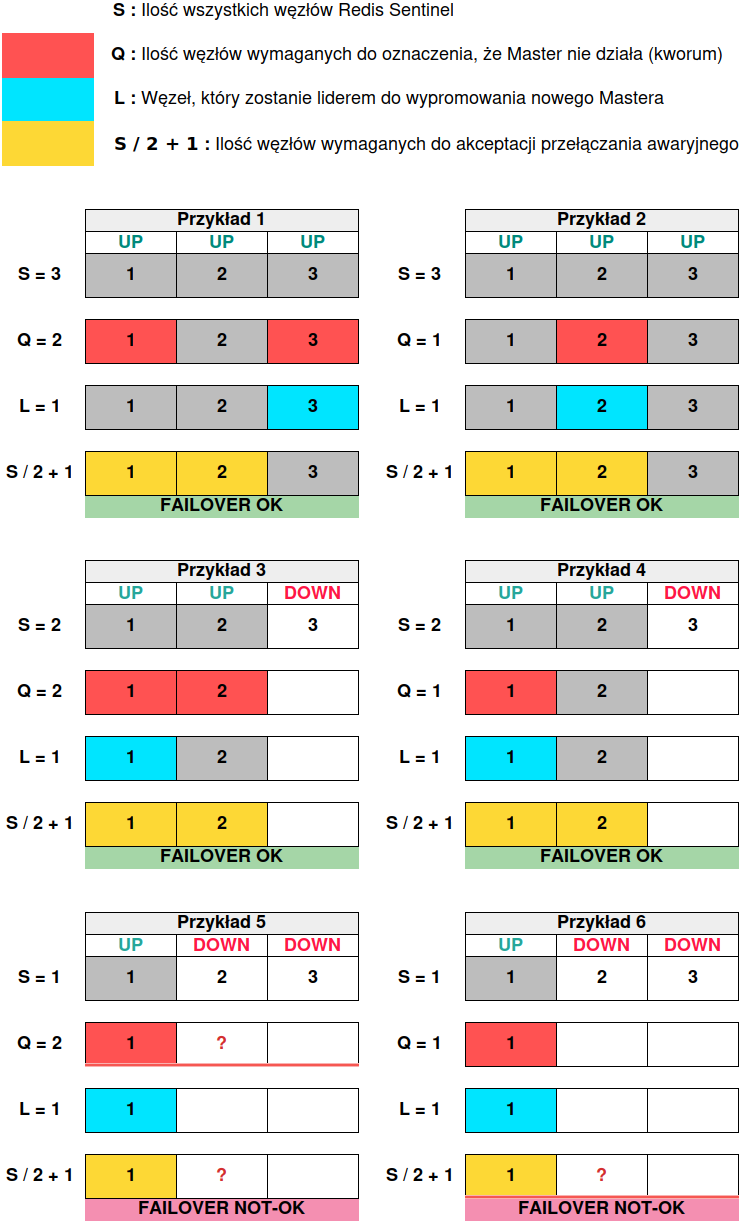 S : Ilość wszystkich węzłów Redis Sentinel
Q : Ilość węzłów wymaganych do oznaczenia, że Master nie działa (kworum)
L : Węzeł, który zostanie liderem do wypromowania nowego Mastera
S / 2 + 1 : Ilość węzłów wymaganych do akceptacji przełączania awaryjnego
Przykład 1
UP UP UP
S = 3 1 2 3
Q = 2 1 2 3
L = 1 1 2 3
S / 2 + 1 1 2 3
FAILOVER OK
Przykład 2
UP UP UP
S = 3 1 2 3
Q = 1 1 2 3
L = 1 1 2 3
S / 2 + 1 1 2 3
FAILOVER OK
Przykład 3
UP UP DOWN
S = 2 1 2 3
Q = 2 1 2
L = 1 1 2
S / 2 + 1 1 2
FAILOVER OK
Przykład 4
UP UP DOWN
S = 2 1 2 3
Q = 1 1 2
L = 1 1 2
S / 2 + 1 1 2
FAILOVER OK
Przykład 5
UP DOWN DOWN
S = 1 1 2 3
Q = 2 1 ?
L = 1 1
S / 2 + 1 1 ?
FAILOVER NOT-OK
Przykład 6
UP DOWN DOWN
S = 1 1 2 3
Q = 1 1
L = 1 1
S / 2 + 1 1 ?
FAILOVER NOT-OK